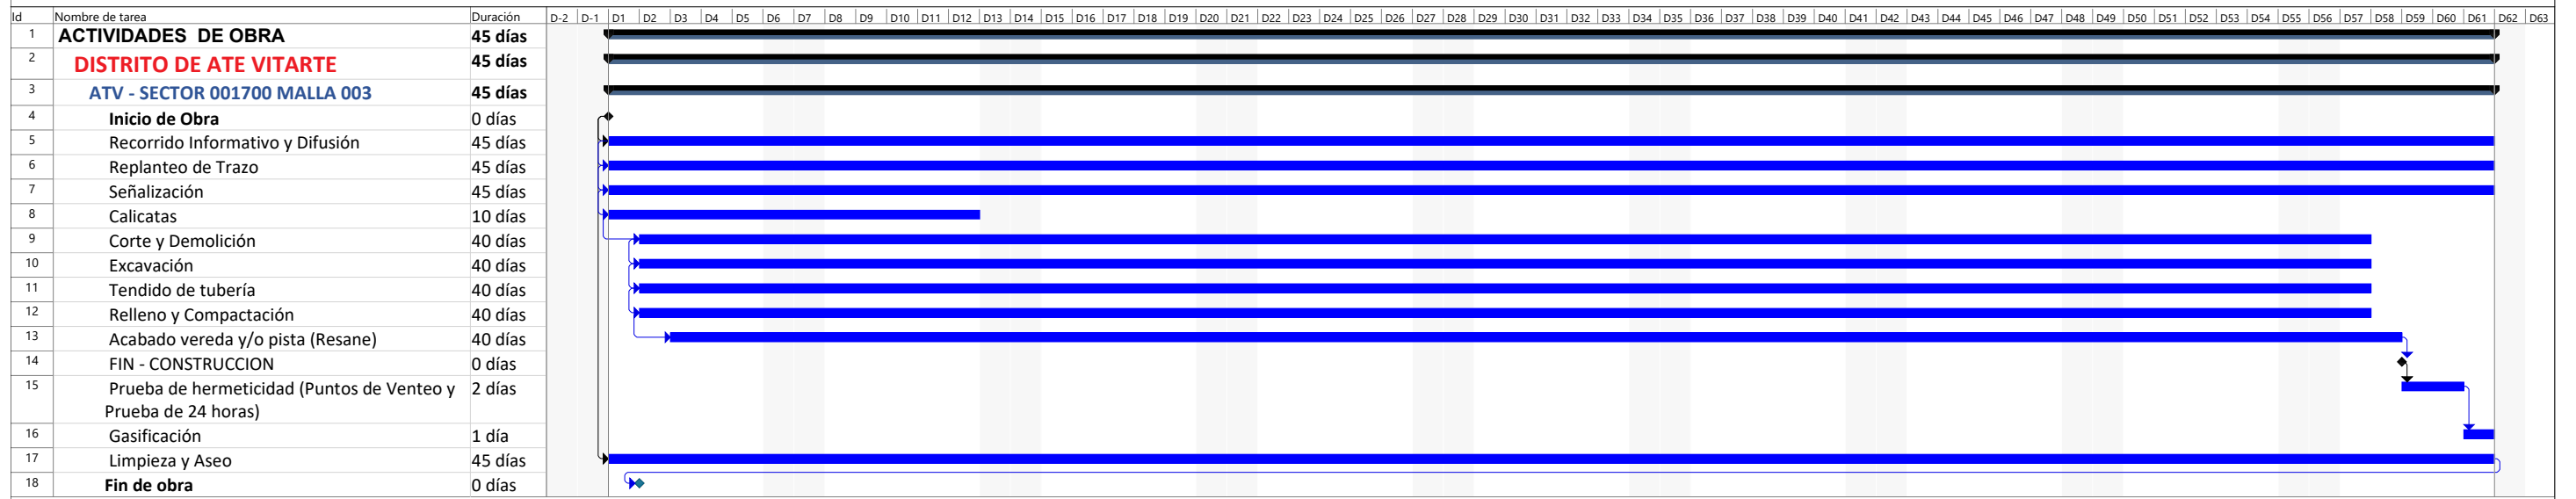 Id Nombre de tarea Duración D-2 D-1 D1 D2 D3 D4 D5 D6 D7 D8 D9 D10 D11 D12 D13 D14 D15 D16 D17 D18 D19 D20 D21 D22 D23 D24 D25 D26 D27 D28 D29 D30 D31 D32 D33 D34 D35 D36 D37 D38 D39 D40 D41 D42 D43 D44 D45 D46 D47 D48 D49 D50 D51 D52 D53 D54 D55 D56 D57 D58 D59 D60 D61 D62 D63
1 ACTIVIDADES DE OBRA 45 días
2 DISTRITO DE ATE VITARTE 45 días
3 ATV - SECTOR 001700 MALLA 003 45 días
4 Inicio de Obra 0 días
5 Recorrido Informativo y Difusión 45 días
6 Replanteo de Trazo 45 días
7 Señalización 45 días
8 Calicatas 10 días
9 Corte y Demolición 40 días
10 Excavación 40 días
11 Tendido de tubería 40 días
12 Relleno y Compactación 40 días
13 Acabado vereda y/o pista (Resane) 40 días
14 FIN - CONSTRUCCION 0 días
15 Prueba de hermeticidad (Puntos de Venteo y 2 días
Prueba de 24 horas)
16 Gasificación 1 día
17 Limpieza y Aseo 45 días
18 Fin de obra 0 días